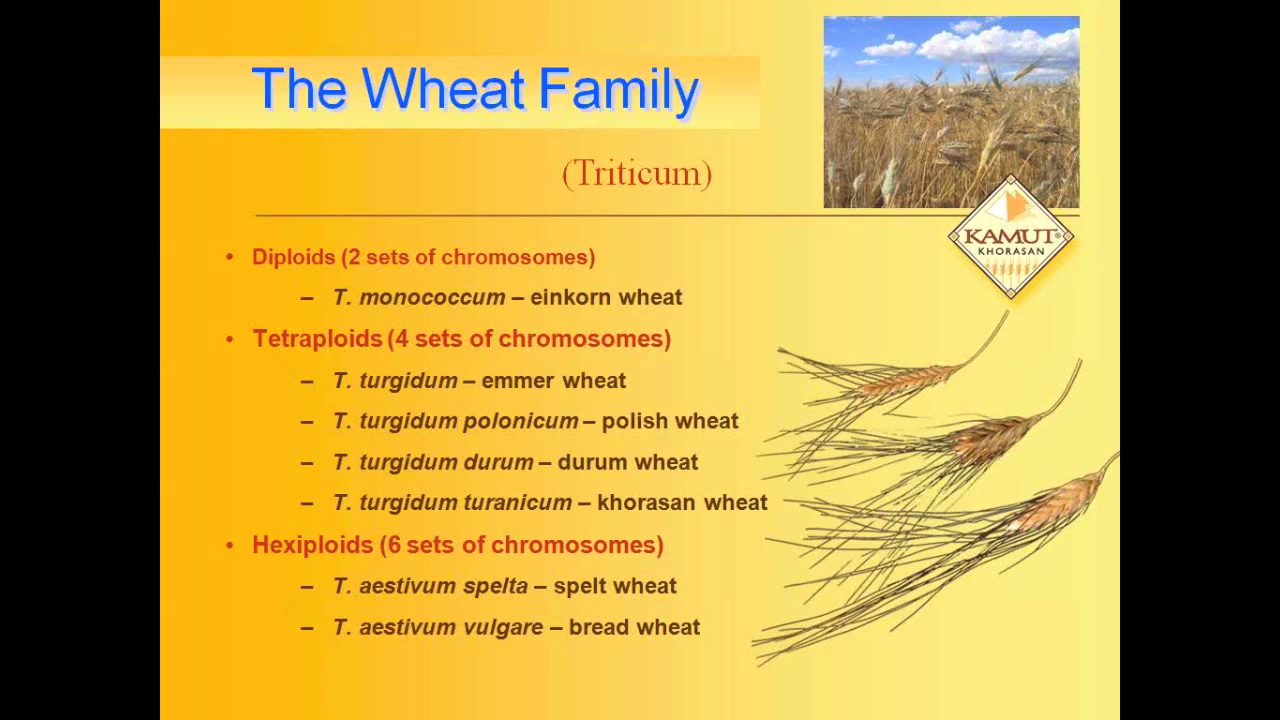 The Wheat Family
(Triticum)
KAMUT®
KHORASAN
• Diploids (2 sets of chromosomes)
– T. monococcum – einkorn wheat
• Tetraploids (4 sets of chromosomes)
– T. turgidum – emmer wheat
– T. turgidum polonicum – polish wheat
– T. turgidum durum – durum wheat
– T. turgidum turanicum – khorasan wheat
• Hexiploids (6 sets of chromosomes)
– T. aestivum spelta – spelt wheat
– T. aestivum vulgare – bread wheat